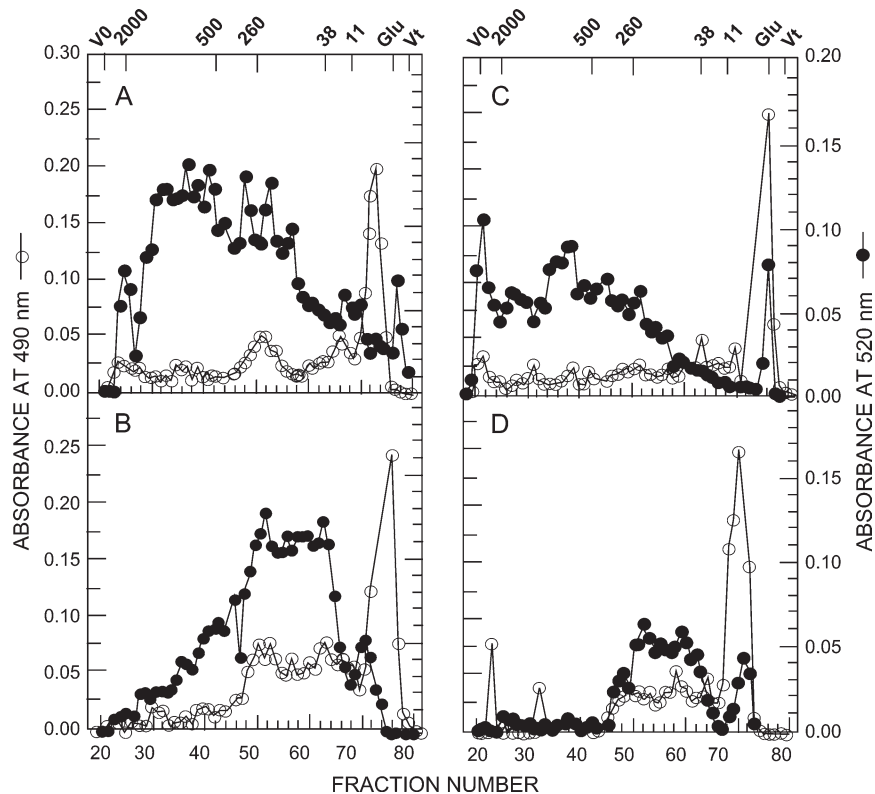 V0 2000 500 260 38 11 Glu Vt
V0 2000 500 260 38 11 Glu Vt
A
0.30
0.25
0.20
0.15
0.10
0.05
0.00
C
0.20
0.15
0.10
0.05
0.00
B
0.25
0.20
0.15
0.10
0.05
0.00
D
0.15
0.10
0.05
0.00
20 30 40 50 60 70 80
20 30 40 50 60 70 80
FRACTION NUMBER
ABSORBANCE AT 490 nm
ABSORBANCE AT 520 nm